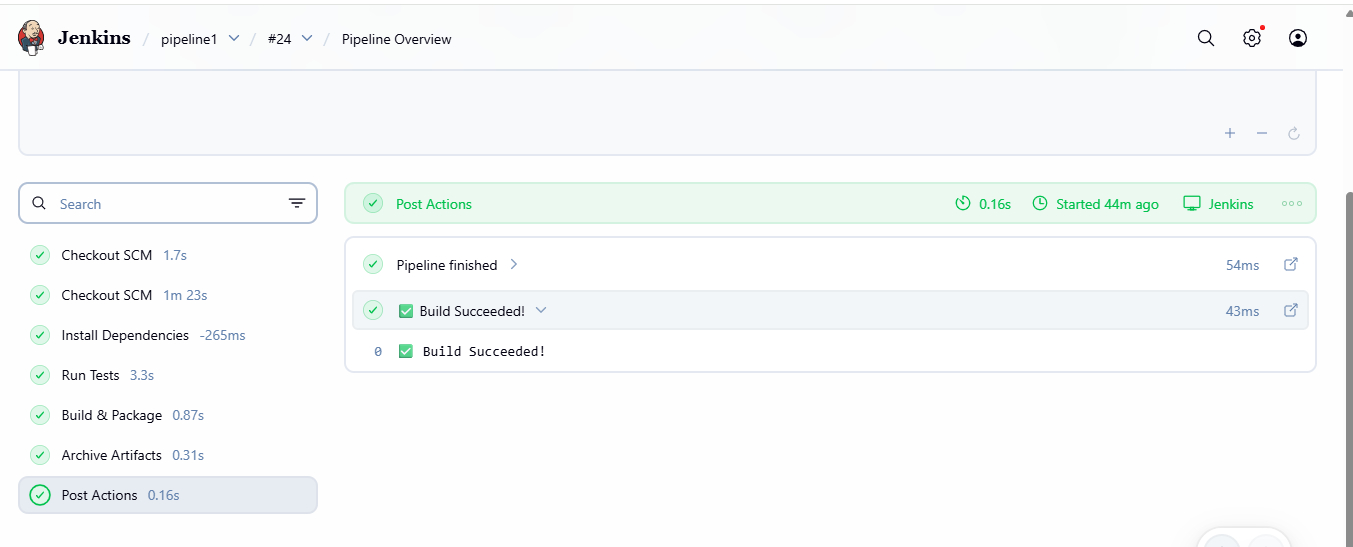 Jenkins / pipeline1 / #24 / Pipeline Overview
Search
Checkout SCM 1.7s
Checkout SCM 1m 23s
Install Dependencies -265ms
Run Tests 3.3s
Build & Package 0.87s
Archive Artifacts 0.31s
Post Actions 0.16s
Post Actions 0.16s Started 44m ago Jenkins
Pipeline finished 54ms
✅ Build Succeeded! 43ms
0 ✅ Build Succeeded!